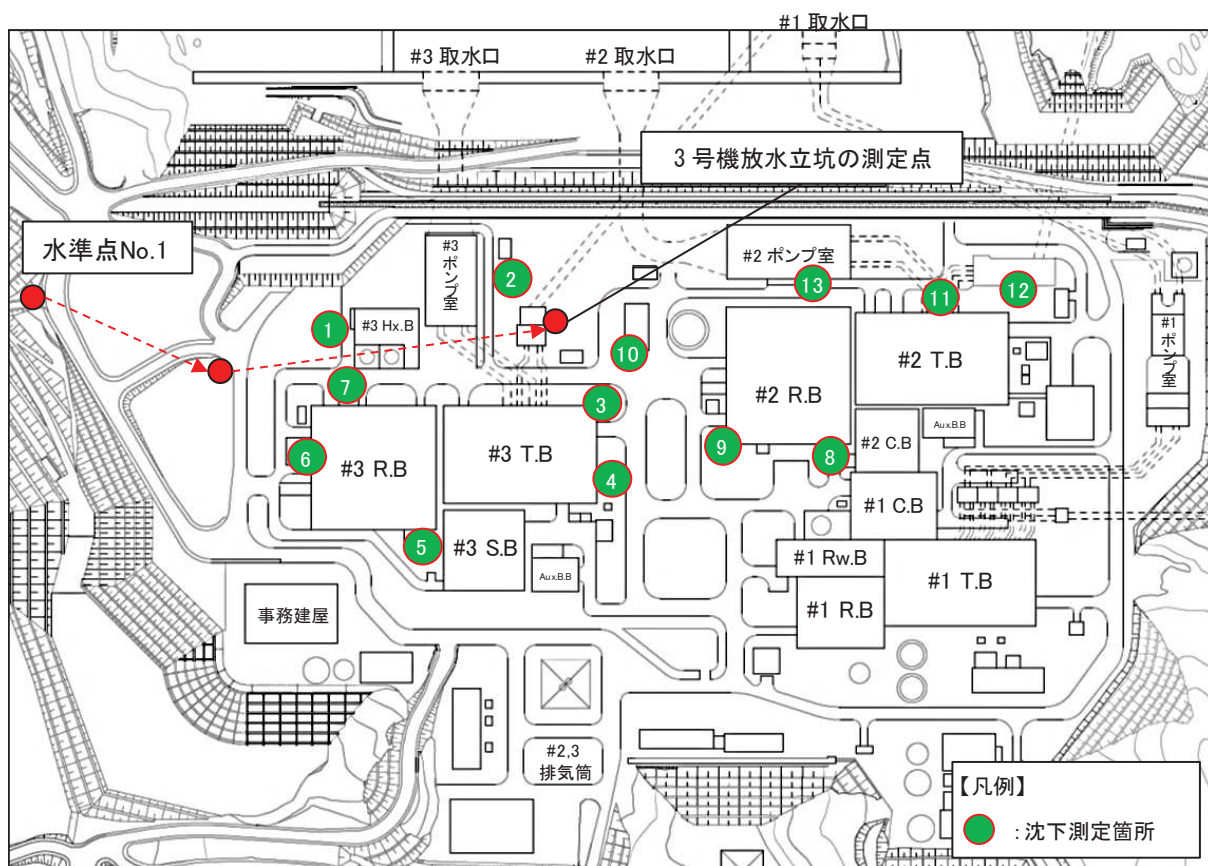 #1 取水口
#3 取水口
#2 取水口
3号機放水立坑の測定点
水準点No.1
#3
ポンプ室
2
#2 ポンプ室
13
11
12
#1
ポンプ室
1
#3 Hx.B
10
7
3
#2 R.B
#2 T.B
6
#3 R.B
#3 T.B
4
9
8
#2 C.B
Aux.B.B
5
#3 S.B
Aux.B.B
#1 C.B
#1 Rw.B
#1 R.B
#1 T.B
事務建屋
#2,3
排気筒
【凡例】
:沈下測定箇所